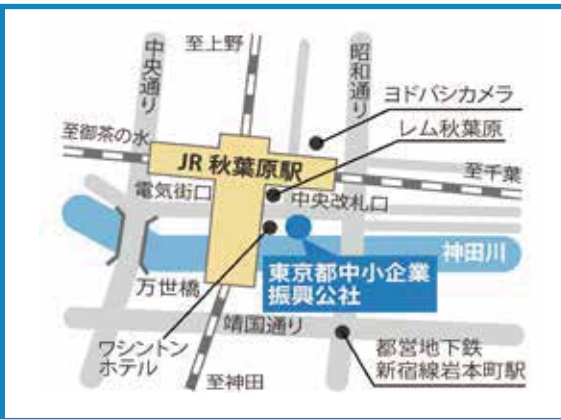 至上野
中央通り
昭和通り
ヨドバシカメラ
レム秋葉原
至御茶の水
JR 秋葉原駅
至千葉
電気街口
中央改札口
神田川
東京都中小企業
振興公社
万世橋
靖国通り
ワシントン
ホテル
都営地下鉄
新宿線岩本町駅
至神田